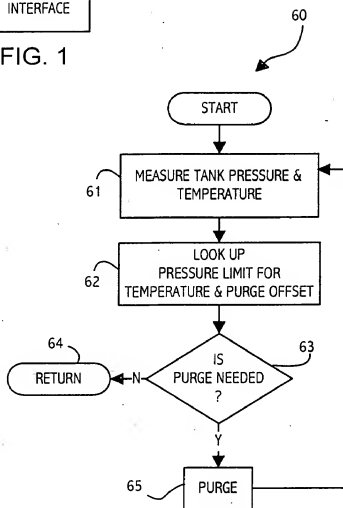 INTERFACE
FIG. 1
60
START
MEASURE TANK PRESSURE &
TEMPERATURE
61
LOOK UP
PRESSURE LIMIT FOR
TEMPERATURE & PURGE OFFSET
62
IS
PURGE NEEDED
?
63
64
RETURN
N
Y
65
PURGE